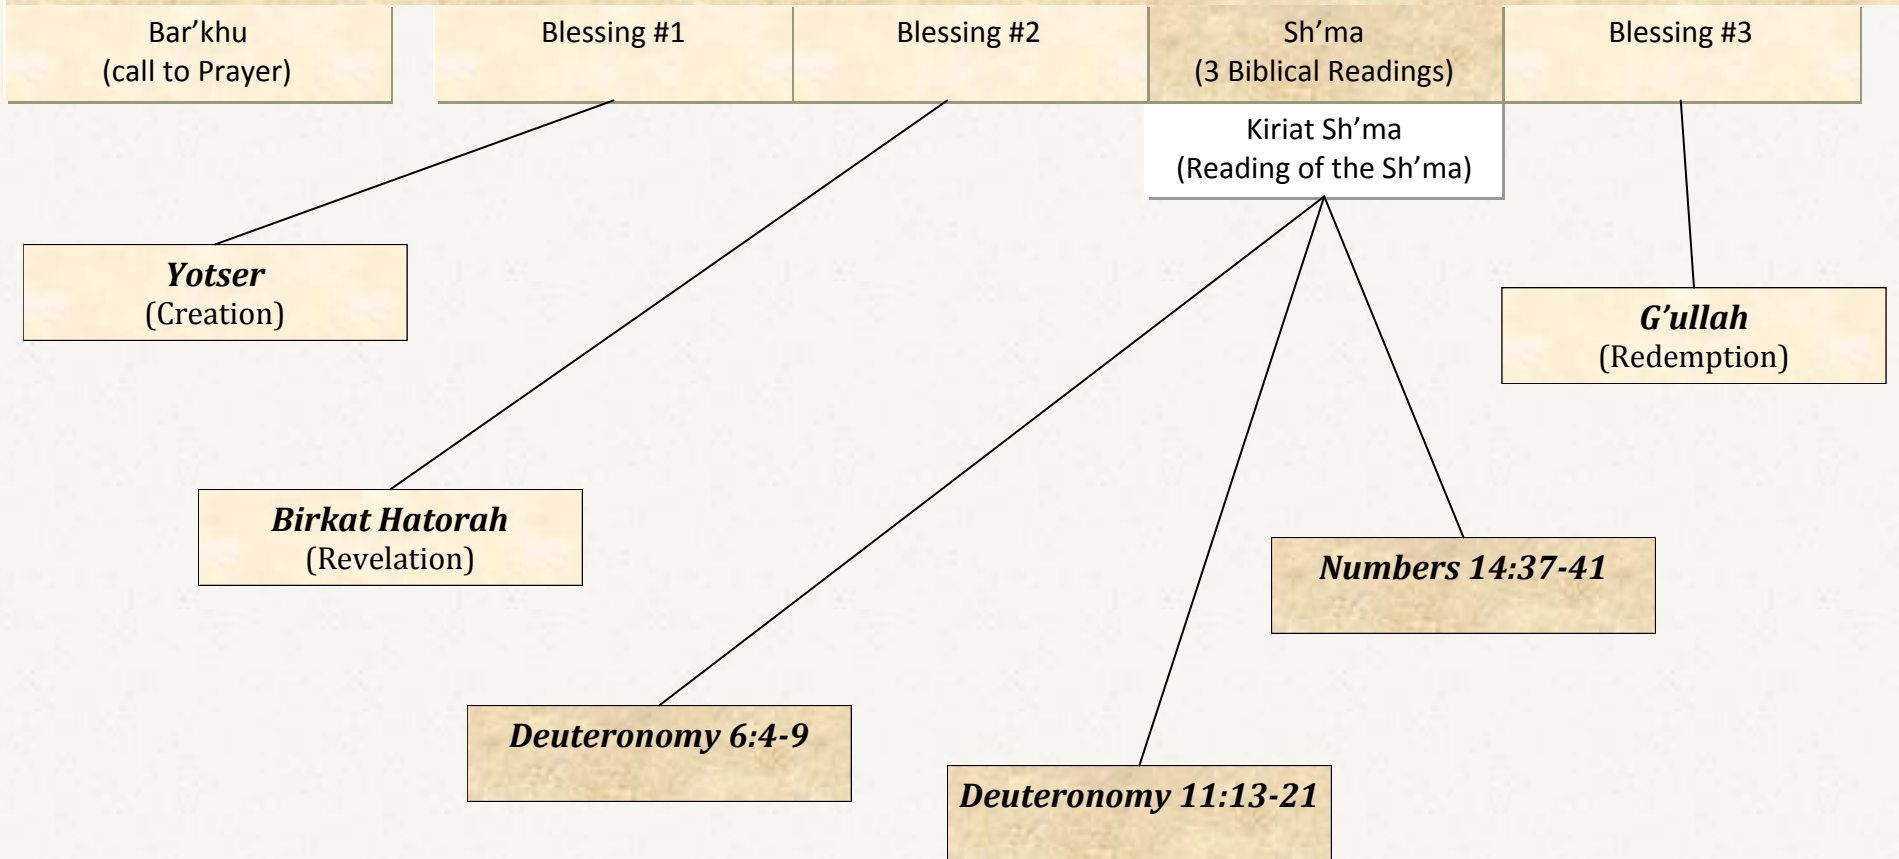 Bar’khu
(call to Prayer)
Blessing #1
Blessing #2
Sh’ma
(3 Biblical Readings)
Blessing #3
Kiriat Sh’ma
(Reading of the Sh’ma)
Yotser
(Creation)
G’ullah
(Redemption)
Birkat Hatorah
(Revelation)
Numbers 14:37-41
Deuteronomy 6:4-9
Deuteronomy 11:13-21